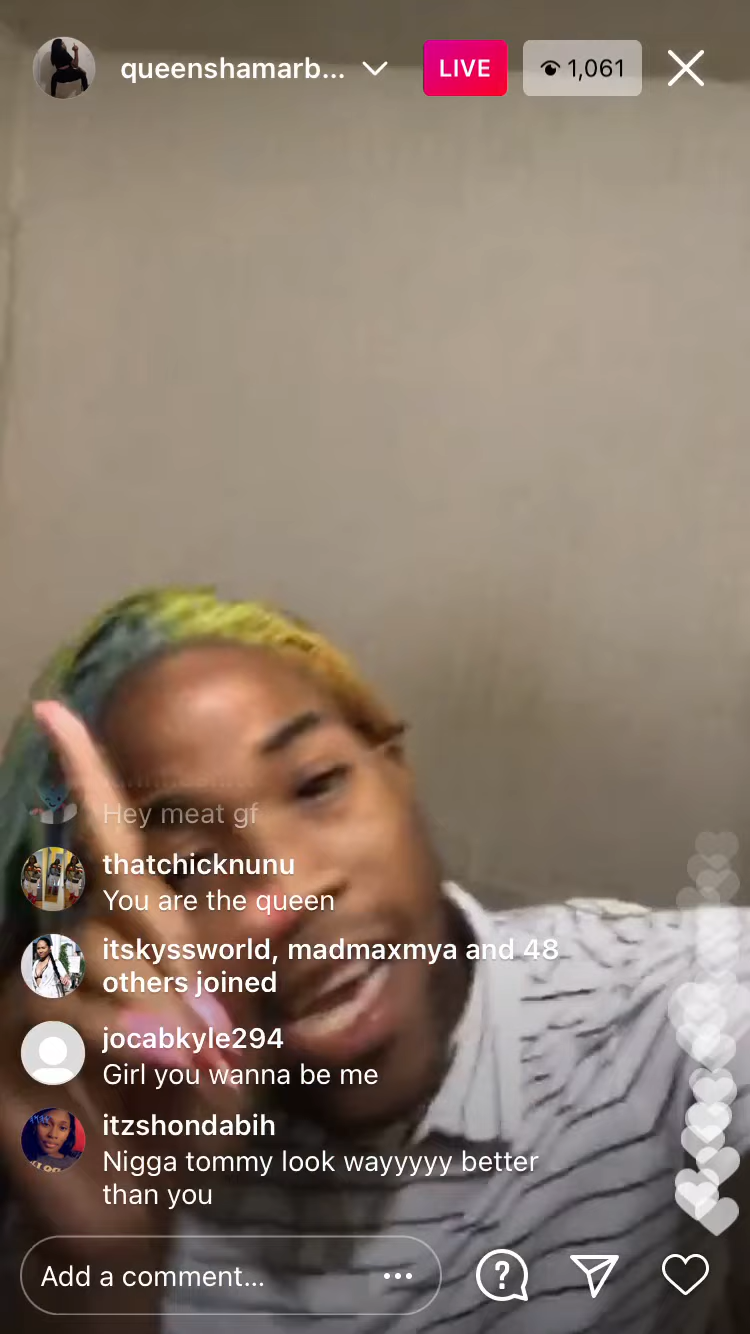 queenshamarb...
LIVE
1,061
Hey meat gf
thatchicknunu
You are the queen
itskyssworld, madmaxmya and 48
others joined
jocabkyle294
Girl you wanna be me
itzshondabih
Nigga tommy look wayyyyy better
than you
Add a comment...